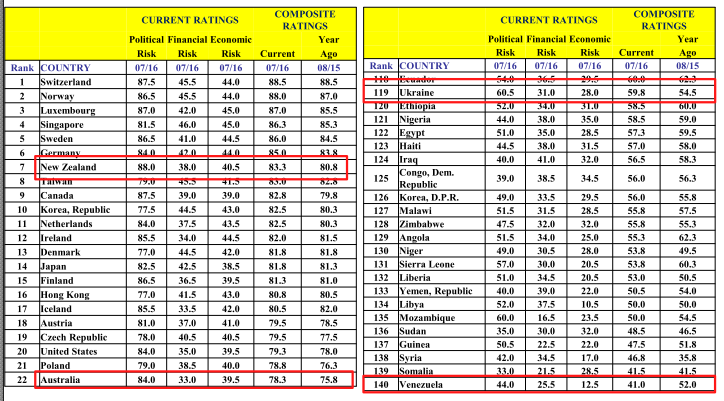 CURRENT RATINGS COMPOSITE RATINGS
Political Financial Economic Year
Risk Risk Risk Current Ago
Rank COUNTRY 07/16 07/16 07/16 07/16 08/15
1 Switzerland 87.5 45.5 44.0 88.5 88.5
2 Norway 86.5 45.5 44.0 88.0 87.0
3 Luxembourg 87.0 42.0 45.0 87.0 85.5
4 Singapore 81.5 46.0 45.0 86.3 85.3
5 Sweden 86.5 41.0 44.5 86.0 84.5
6 Germany 84.0 42.0 44.0 85.0 83.8
7 New Zealand 88.0 38.0 40.5 83.3 80.8
8 Taiwan 79.0 45.5 41.5 83.0 82.8
9 Canada 87.5 39.0 39.0 82.8 79.8
10 Korea, Republic 77.5 44.5 43.0 82.5 80.3
11 Netherlands 84.0 37.5 43.5 82.5 80.3
12 Ireland 85.5 34.0 44.5 82.0 81.5
13 Denmark 77.0 44.5 42.0 81.8 81.8
14 Japan 82.5 42.5 38.5 81.8 81.3
15 Finland 86.5 36.5 39.5 81.3 81.0
16 Hong Kong 77.0 41.5 43.0 80.8 80.5
17 Iceland 85.5 33.5 42.0 80.5 82.0
18 Austria 81.0 37.0 41.0 79.5 78.5
19 Czech Republic 78.0 40.5 40.5 79.5 77.5
20 United States 84.0 35.0 39.5 79.3 78.0
21 Poland 79.0 38.5 40.0 78.8 76.3
22 Australia 84.0 33.0 39.5 78.3 75.8
CURRENT RATINGS COMPOSITE RATINGS
Political Financial Economic Year
Risk Risk Risk Current Ago
Rank COUNTRY 07/16 07/16 07/16 07/16 08/15
118 Ecuador 54.0 36.5 29.5 60.0 62.3
119 Ukraine 60.5 31.0 28.0 59.8 54.5
120 Ethiopia 52.0 34.0 31.0 58.5 60.0
121 Nigeria 44.0 38.0 35.0 58.5 59.0
122 Egypt 51.0 35.0 28.5 57.3 59.5
123 Haiti 44.5 38.0 31.5 57.0 58.0
124 Iraq 40.0 41.0 32.0 56.5 58.3
125 Congo, Dem. Republic 39.0 38.5 34.5 56.0 56.3
126 Korea, D.P.R. 49.0 33.5 29.5 56.0 55.8
127 Malawi 51.5 31.5 28.5 55.8 57.5
128 Zimbabwe 47.5 32.0 32.0 55.8 55.3
129 Angola 51.5 34.0 25.0 55.3 62.3
130 Niger 49.0 30.5 28.0 53.8 49.5
131 Sierra Leone 57.0 30.0 20.5 53.8 60.3
132 Liberia 51.0 34.5 20.5 53.0 50.5
133 Yemen, Republic 40.0 39.0 22.0 50.5 54.0
134 Libya 52.0 37.5 10.5 50.0 50.0
135 Mozambique 60.0 16.5 23.5 50.0 54.5
136 Sudan 35.0 30.0 32.0 48.5 46.5
137 Guinea 50.5 22.5 22.0 47.5 51.8
138 Syria 42.0 34.5 17.0 46.8 35.8
139 Somalia 33.0 21.5 28.5 41.5 41.5
140 Venezuela 44.0 25.5 12.5 41.0 52.0